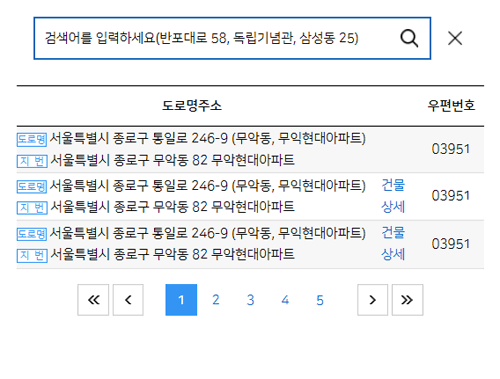 검색어를 입력하세요(반포대로 58, 독립기념관, 삼성동 25)
도로명주소 우편번호
도로명 서울특별시 종로구 통일로 246-9 (무악동, 무익현대아파트)
지 번 서울특별시 종로구 무악동 82 무악현대아파트
03951
도로명 서울특별시 종로구 통일로 246-9 (무악동, 무익현대아파트) 건물
지 번 서울특별시 종로구 무악동 82 무악현대아파트 상세
03951
도로명 서울특별시 종로구 통일로 246-9 (무악동, 무익현대아파트) 건물
지 번 서울특별시 종로구 무악동 82 무악현대아파트 상세
03951
1 2 3 4 5